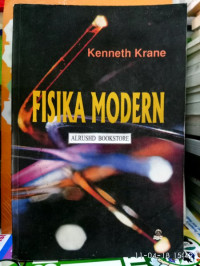 Kenneth Krane
FISIKA MODERN
ALRUSHD BOOKSTORE